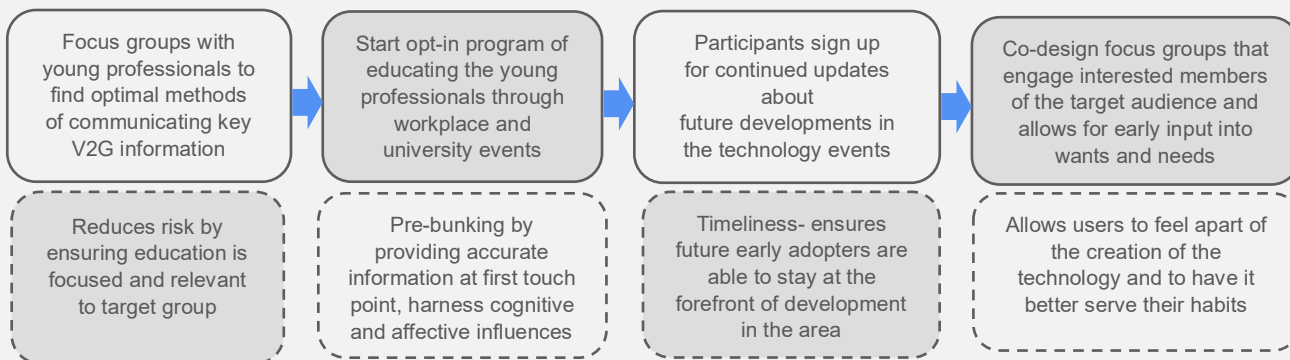 Focus groups with
young professionals to
find optimal methods
of communicating key
V2G information
Start opt-in program of
educating the young
professionals through
workplace and
university events
Participants sign up
for continued updates
about
future developments in
the technology events
Co-design focus groups that
engage interested members
of the target audience and
allows for early input into
wants and needs
Reduces risk by
ensuring education is
focused and relevant
to target group
Pre-bunking by
providing accurate
information at first touch
point, harness cognitive
and affective influences
Timeliness- ensures
future early adopters are
able to stay at the
forefront of development
in the area
Allows users to feel apart of
the creation of the
technology and to have it
better serve their habits